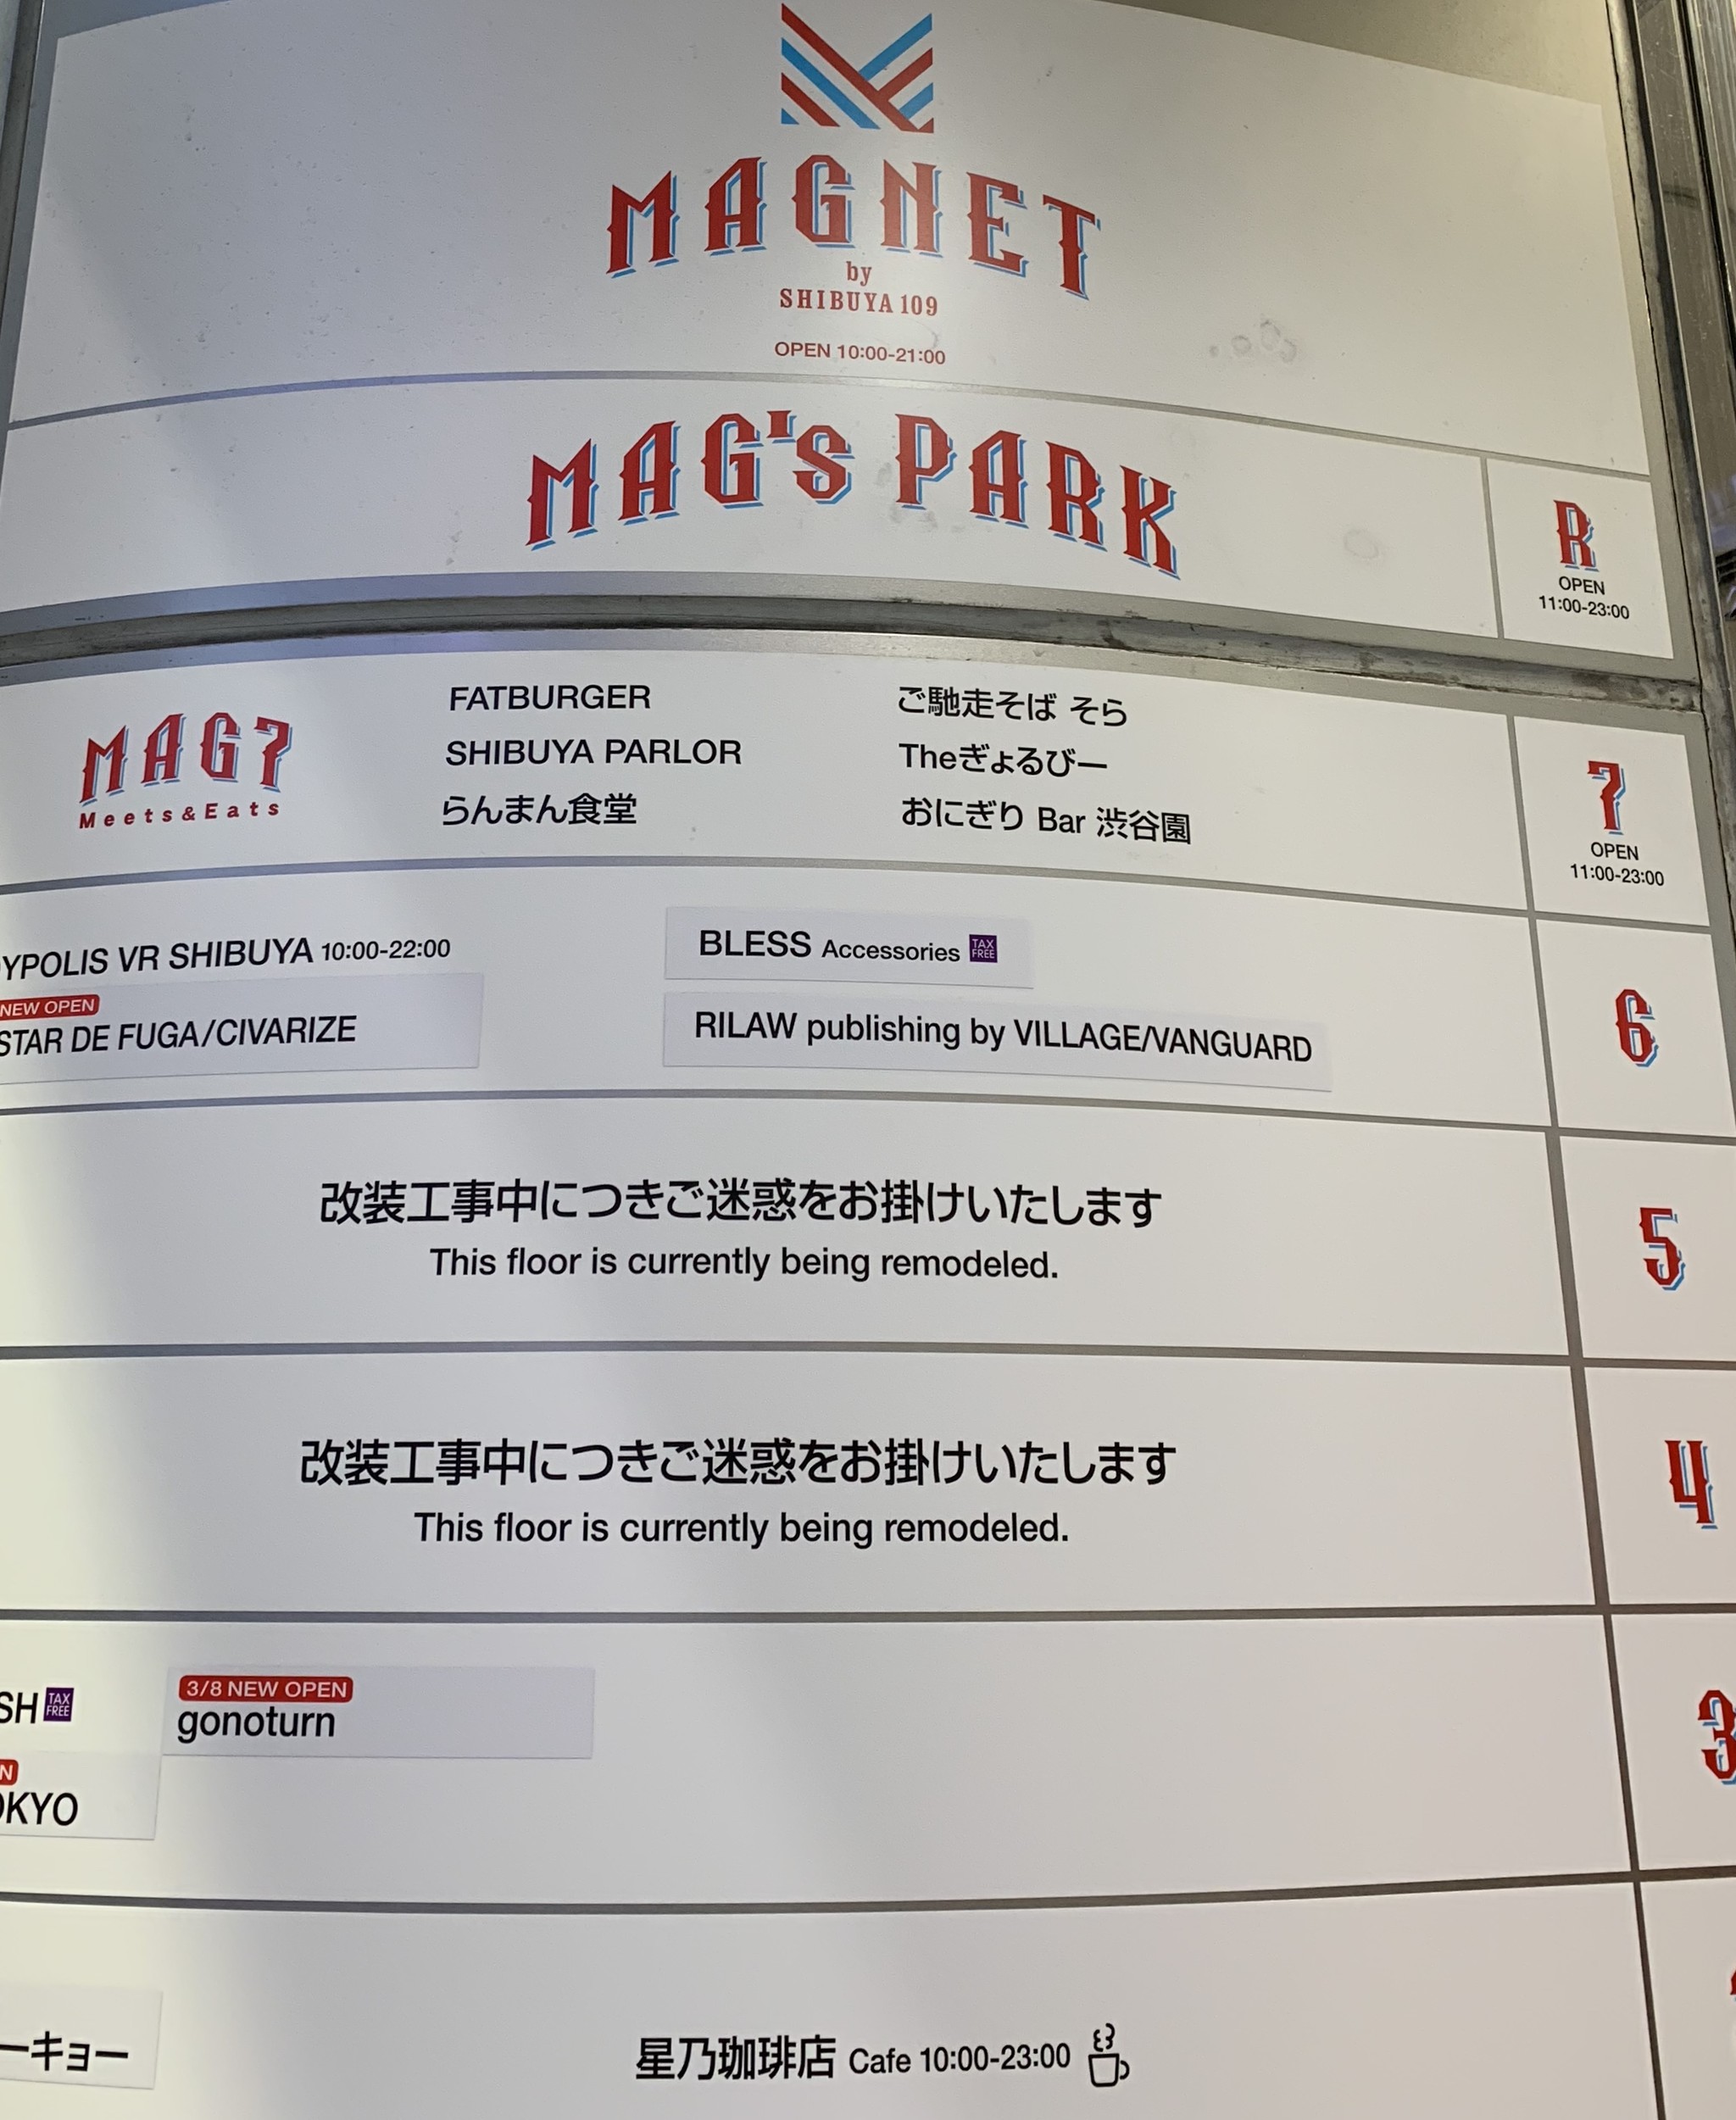 MAGNET
by
SHIBUYA 109
OPEN 10:00-21:00
MAG'S PARK
R
OPEN
11:00-23:00
MAG7
Meets&Eats
FATBURGER
SHIBUYA PARLOR
らんまん食堂
ご馳走そば そら
Theぎょるびー
おにぎり Bar 渋谷園
7
OPEN
11:00-23:00
YPOLIS VR SHIBUYA 10:00-22:00
NEW OPEN
STAR DE FUGA/CIVARIZE
BLESS Accessories TAX FREE
RILAW publishing by VILLAGE/VANGUARD
6
改装工事中につきご迷惑をお掛けいたします
This floor is currently being remodeled.
5
改装工事中につきご迷惑をお掛けいたします
This floor is currently being remodeled.
4
SH TAX FREE
N
OKYO
3/8 NEW OPEN
gonoturn
3
ーキョー
星乃珈琲店 Cafe 10:00-23:00